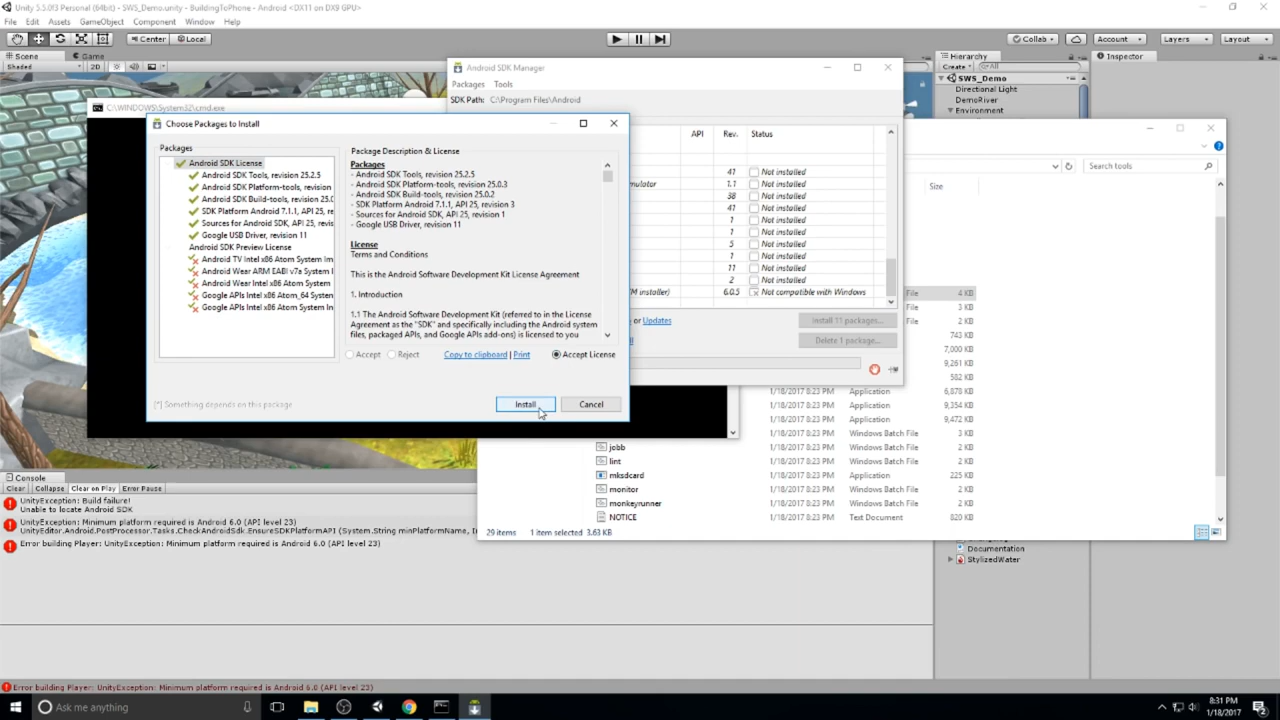 Unity 5.5.0f3 Personal (64bit) - SWS_Demo.unity - BuildingToPhone - Android <DX11 on DX9 GPU>
File Edit Assets GameObject Component Window Help
Center Local Collab Account Layers Layout
Scene Game Hierarchy Inspector
Shaded 2D Create All
SWS_Demo
Directional Light
DemoRiver
Environment
Android SDK Manager
Packages Tools
SDK Path: C:\Program Files\Android
API Rev. Status
41 Not installed
1.1 Not installed
38 Not installed
41 Not installed
1 Not installed
1 Not installed
5 Not installed
1 Not installed
11 Not installed
2 Not installed
6.0.5 Not compatible with Windows
or Updates Install 11 packages...
Delete 1 package...
C:\WINDOWS\System32\cmd.exe
Choose Packages to Install
Packages
Android SDK License
Android SDK Tools, revision 25.2.5
Android SDK Platform-tools, revision
Android SDK Build-tools, revision 25.0
SDK Platform Android 7.1.1, API 25, re
Sources for Android SDK, API 25, revis
Google USB Driver, revision 11
Android SDK Preview License
Android TV Intel x86 Atom System Im
Android Wear ARM EABI v7a System I
Android Wear Intel x86 Atom System
Google APIs Intel x86 Atom_64 System
Google APIs Intel x86 Atom System In
Package Description & License
Packages
- Android SDK Tools, revision 25.2.5
- Android SDK Platform-tools, revision 25.0.3
- Android SDK Build-tools, revision 25.0.2
- SDK Platform Android 7.1.1, API 25, revision 3
- Sources for Android SDK, API 25, revision 1
- Google USB Driver, revision 11
License
Terms and Conditions
This is the Android Software Development Kit License Agreement
1. Introduction
1.1 The Android Software Development Kit (referred to in the License
Agreement as the "SDK" and specifically including the Android system
files, packaged APIs, and Google APIs add-ons) is licensed to you
Accept Reject Copy to clipboard | Print Accept License
[*] Something depends on this package Install Cancel
Search tools
Size
File 4 KB
File 3 KB
File 2 KB
743 KB
7,000 KB
9,261 KB
582 KB
1/18/2017 8:23 PM Application 6,878 KB
1/18/2017 8:23 PM Application 9,354 KB
1/18/2017 8:23 PM Application 9,472 KB
1/18/2017 8:23 PM Windows Batch File 3 KB
jobb 1/18/2017 8:23 PM Windows Batch File 2 KB
lint 1/18/2017 8:23 PM Windows Batch File 2 KB
mksdcard 1/18/2017 8:23 PM Application 225 KB
monitor 1/18/2017 8:23 PM Windows Batch File 2 KB
monkeyrunner 1/18/2017 8:23 PM Windows Batch File 2 KB
NOTICE 1/18/2017 8:23 PM Text Document 820 KB
29 items 1 item selected 3.63 KB
Documentation
StylizedWater
Console
Clear Collapse Clear on Play Error Pause
UnityException: Build failure!
Unable to locate Android SDK
UnityException: Minimum platform required is Android 6.0 (API level 23)
UnityEditor.Android.PostProcessor.Tasks.CheckAndroidSdk.EnsureSDKPlatformAPI (System.String minPlatformName, I
Error building Player: UnityException: Minimum platform required is Android 6.0 (API level 23)
Error building Player: UnityException: Minimum platform required is Android 6.0 (API level 23)
Ask me anything
8:31 PM
1/18/2017
2